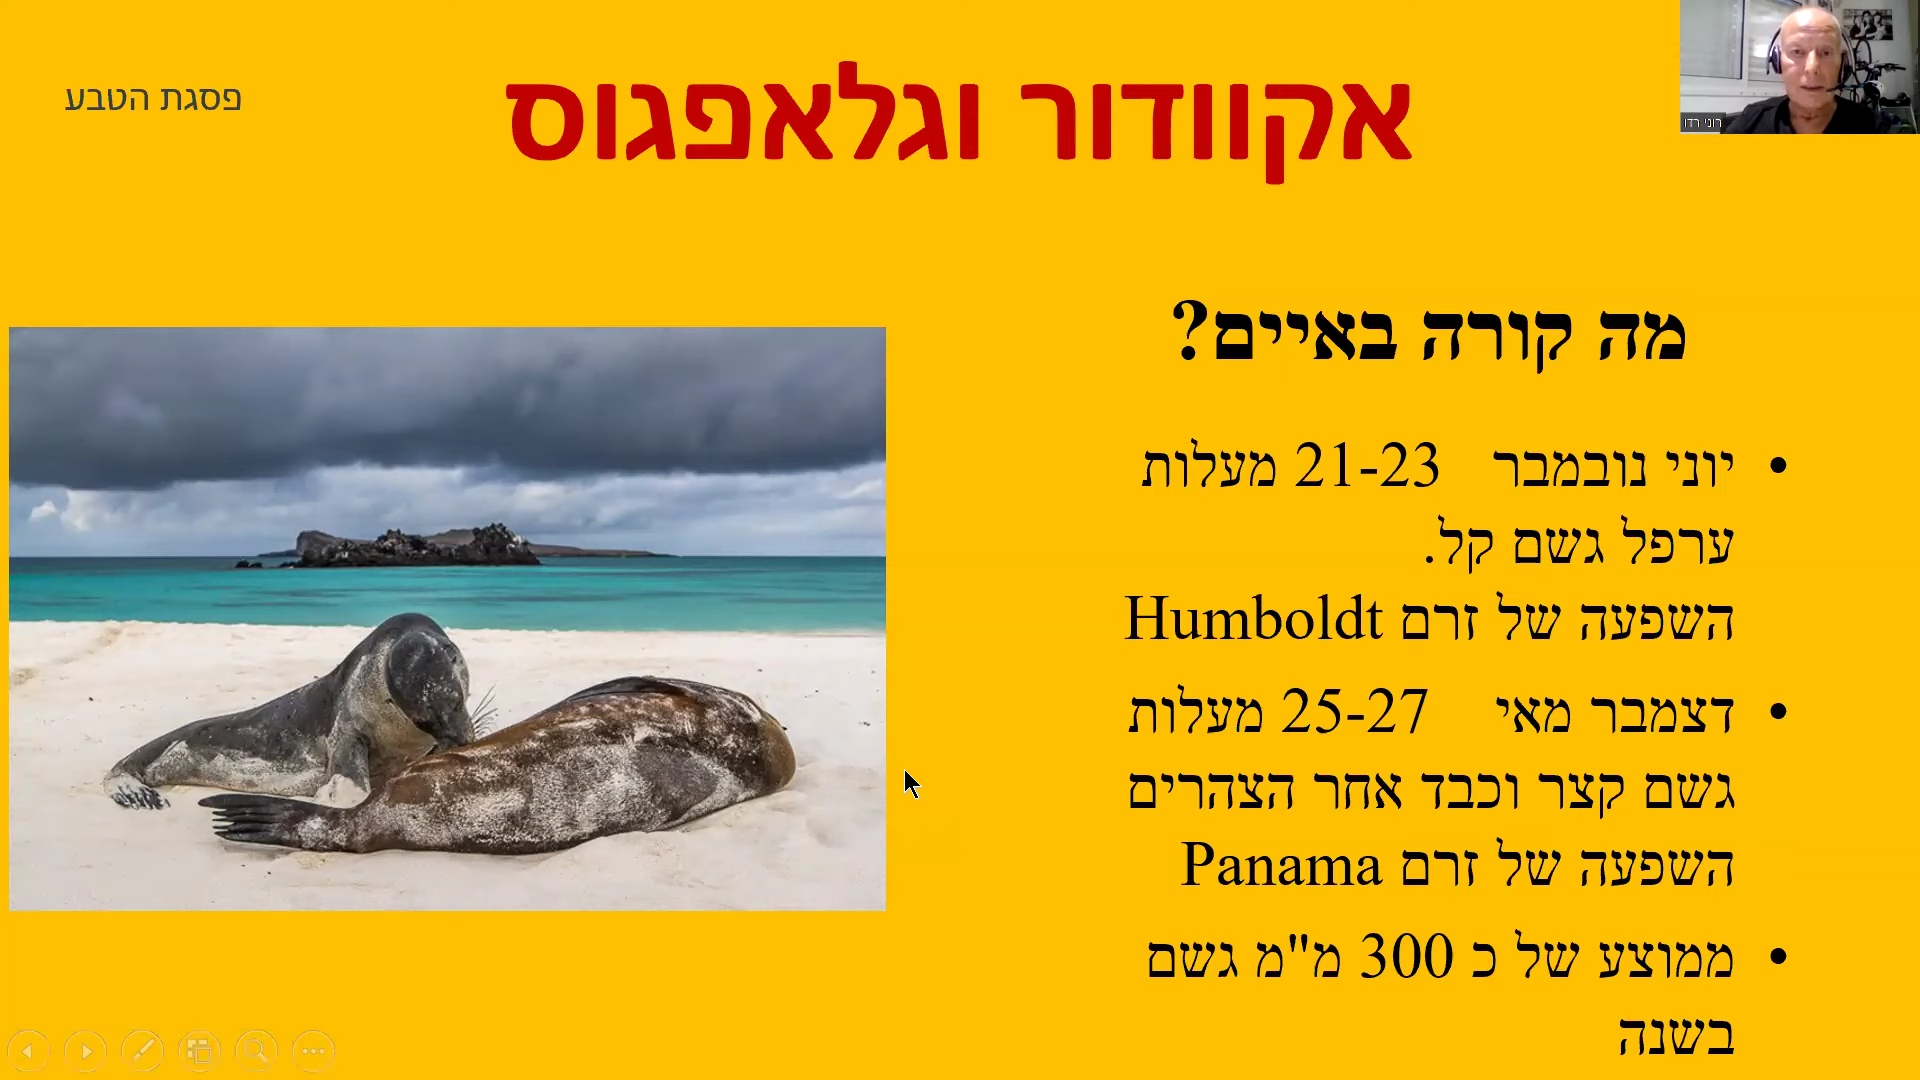 אקוודור וגלאפגוס
פסגת הטבע
רוני רדו
מה קורה באיים?
• יוני נובמבר 21-23 מעלות
ערפל גשם קל.
השפעה של זרם Humboldt
• דצמבר מאי 25-27 מעלות
גשם קצר וכבד אחר הצהרים
השפעה של זרם Panama
• ממוצע של כ 300 מ"מ גשם
בשנה